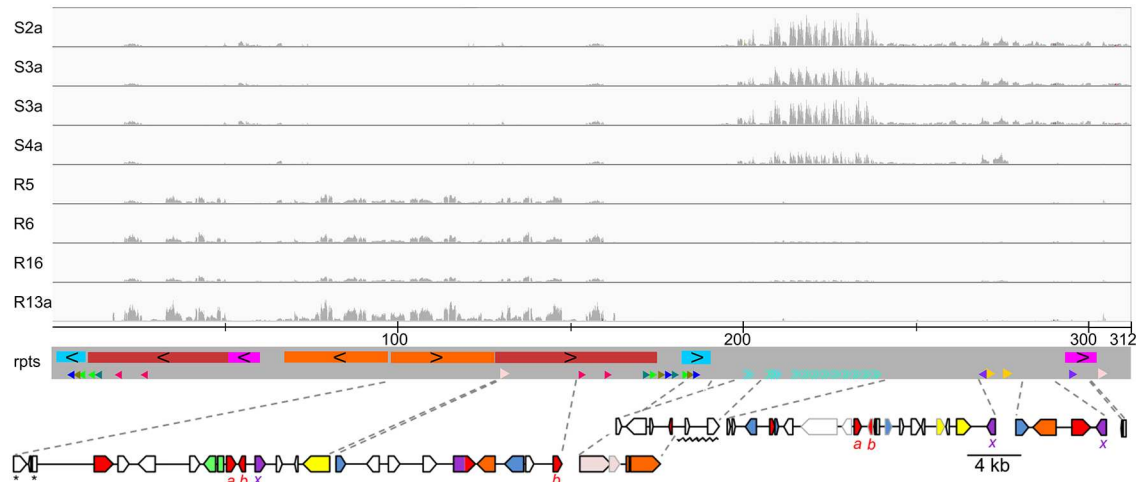 S2a
S3a
S3a
S4a
R5
R6
R16
R13a
100 200 300 312
rpts < < < < > > > >
a b
x x
4 kb
b
* * a b x